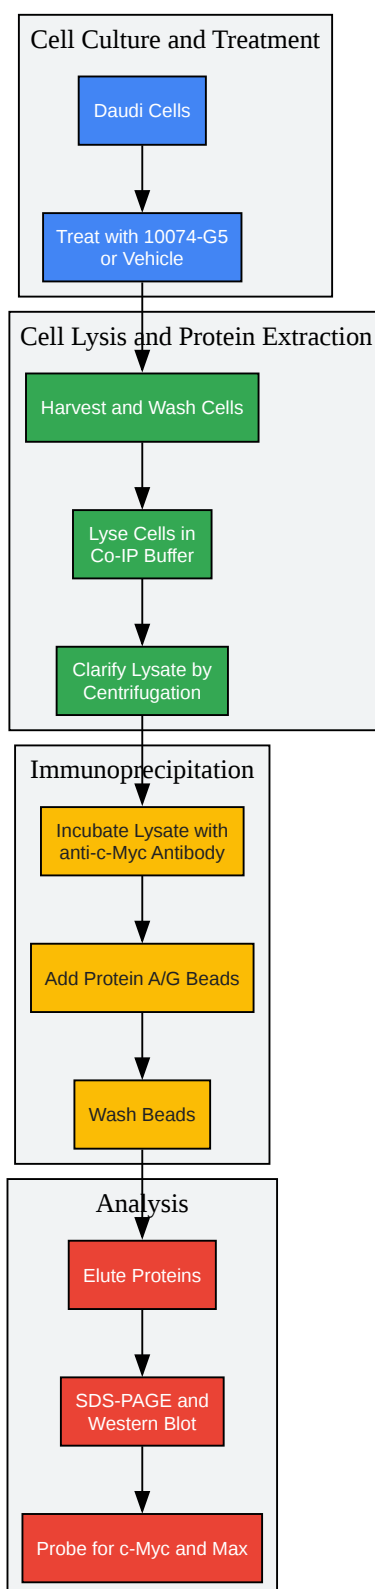 Cell Culture and Treatment
Daudi Cells
Treat with 10074-G5
or Vehicle
Cell Lysis and Protein Extraction
Harvest and Wash Cells
Lyse Cells in
Co-IP Buffer
Clarify Lysate by
Centrifugation
Immunoprecipitation
Incubate Lysate with
anti-c-Myc Antibody
Add Protein A/G Beads
Wash Beads
Analysis
Elute Proteins
SDS-PAGE and
Western Blot
Probe for c-Myc and Max